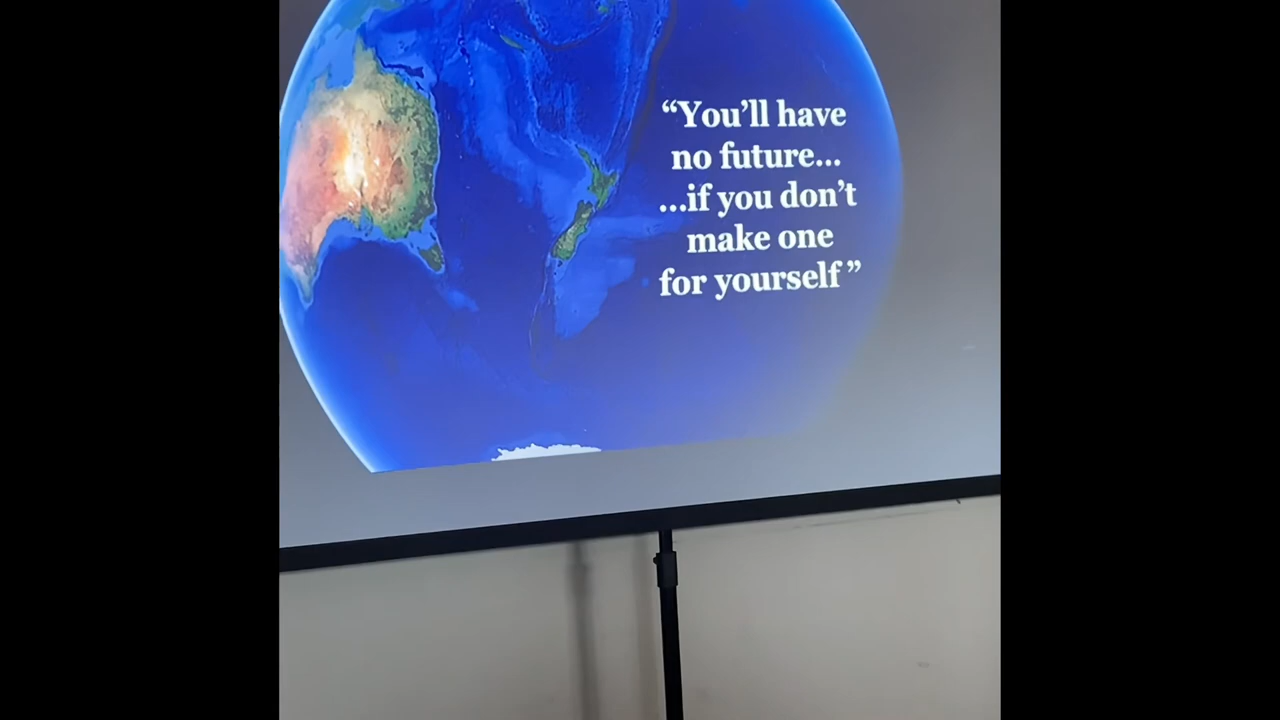 “You’ll have
no future...
...if you don’t
make one
for yourself ”